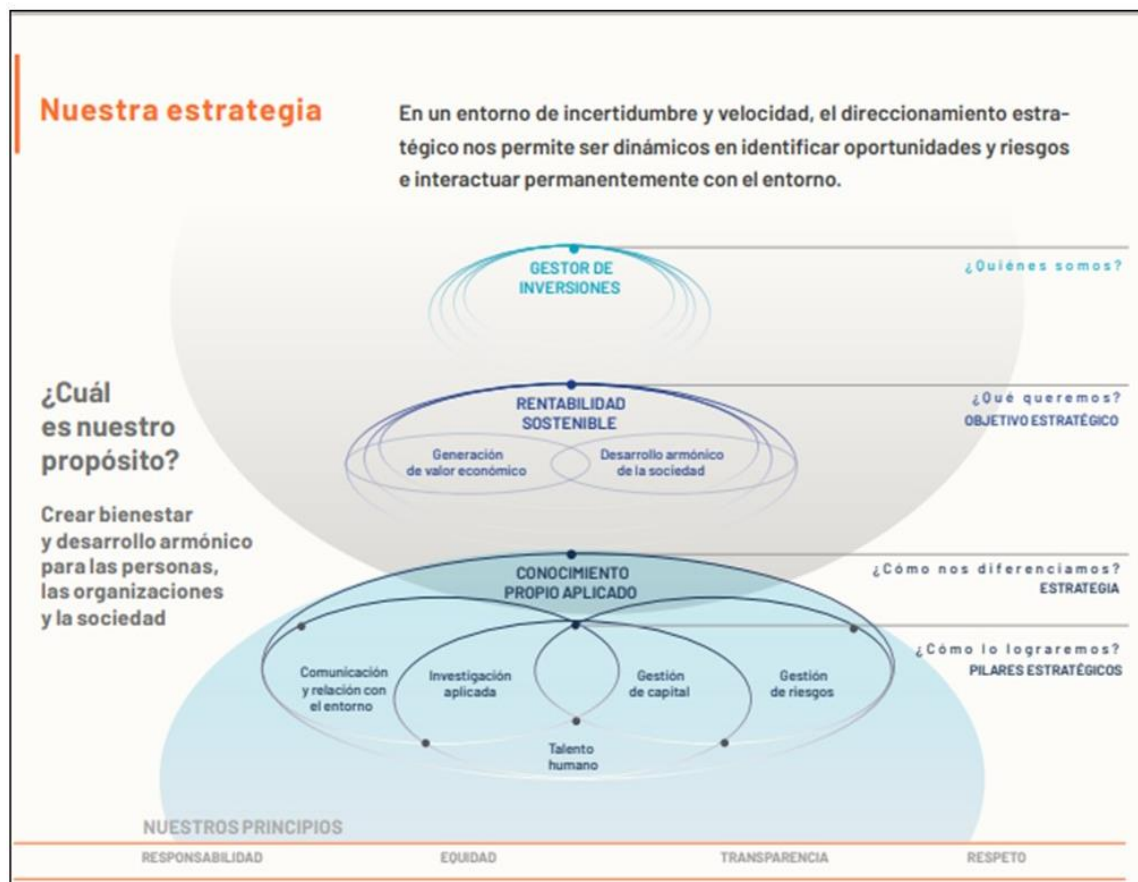 Nuestra estrategia
En un entorno de incertidumbre y velocidad, el direccionamiento estra-
tégico nos permite ser dinámicos en identificar oportunidades y riesgos
e interactuar permanentemente con el entorno.
GESTOR DE
INVERSIONES
¿Quiénes somos?
¿Cuál
es nuestro
propósito?
Crear bienestar
y desarrollo armónico
para las personas,
las organizaciones
y la sociedad
RENTABILIDAD
SOSTENIBLE
Generación
de valor económico
Desarrollo armónico
de la sociedad
¿Qué queremos?
OBJETIVO ESTRATÉGICO
CONOCIMIENTO
PROPIO APLICADO
¿Cómo nos diferenciamos?
ESTRATEGIA
¿Cómo lo lograremos?
PILARES ESTRATÉGICOS
Comunicación
y relación con
el entorno
Investigación
aplicada
Gestión
de capital
Gestión
de riesgos
Talento
humano
NUESTROS PRINCIPIOS
RESPONSABILIDAD
EQUIDAD
TRANSPARENCIA
RESPETO